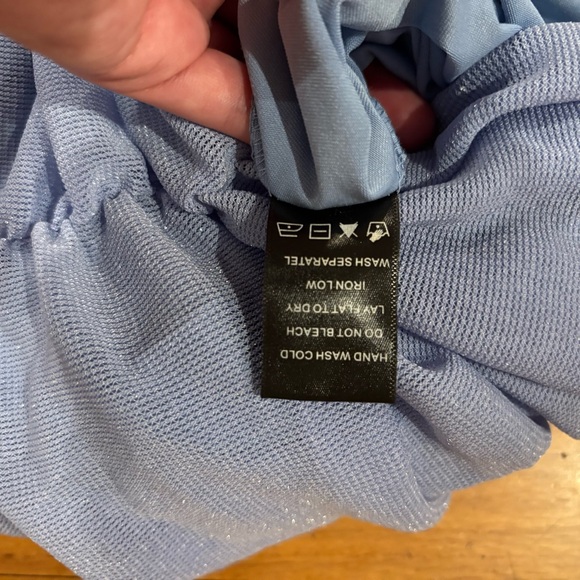 HAND WASH COLD
DO NOT BLEACH
LAY FLAT TO DRY
IRON LOW
WASH SEPARATEL